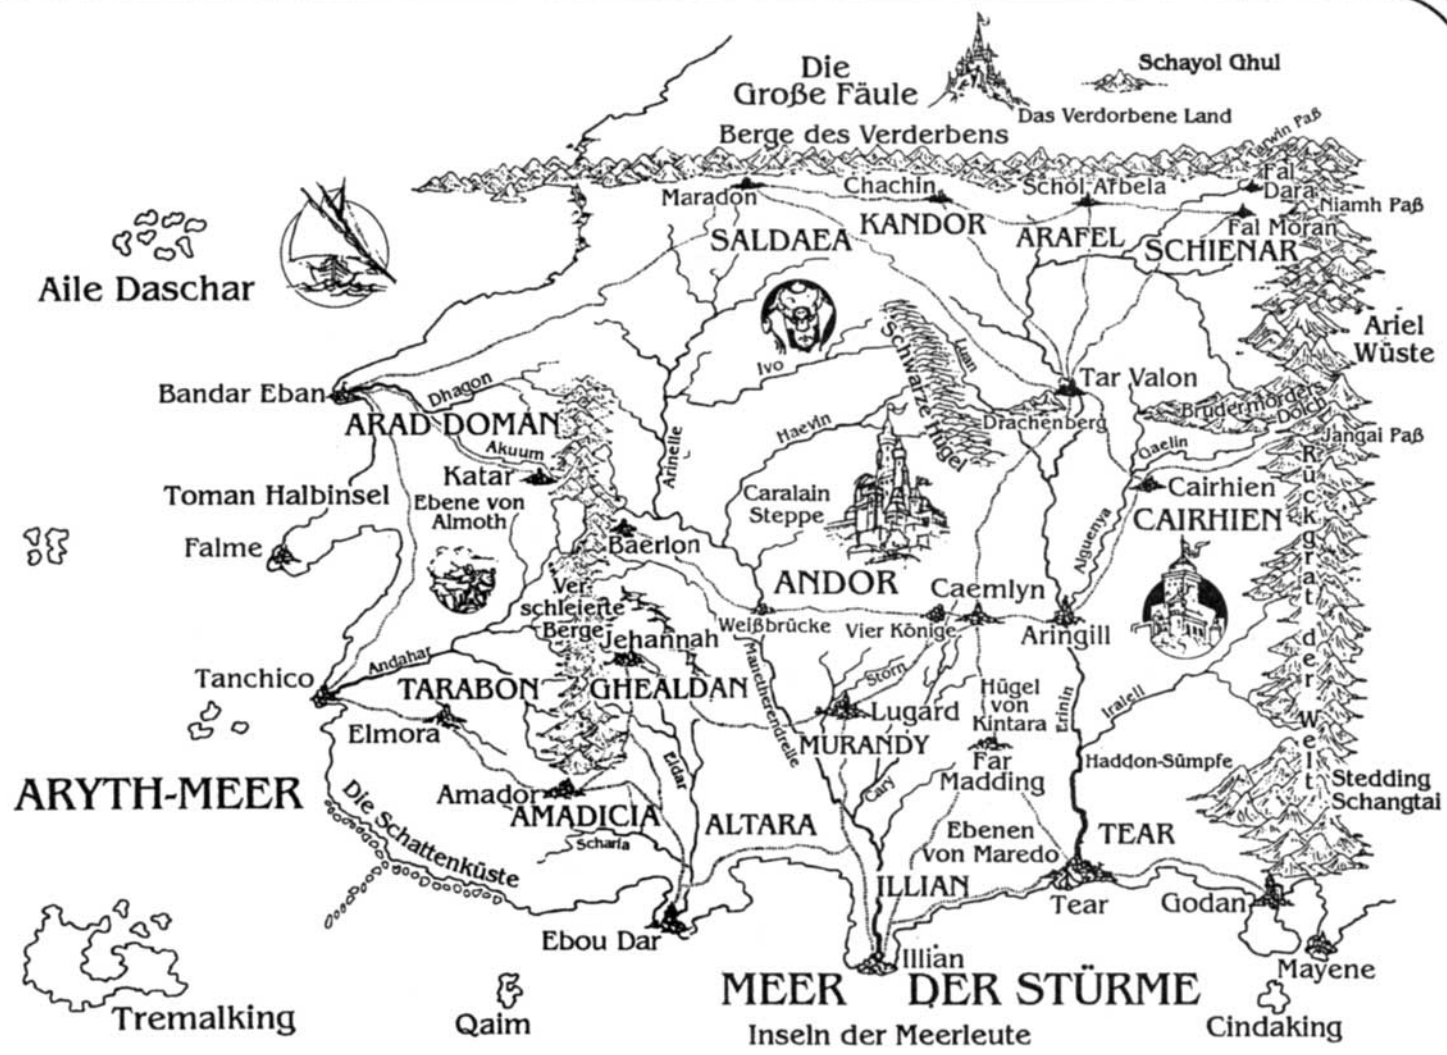 Die
Große Fäule
Schayol Ghul
Das Verdorbene Land
Berge des Verderbens
Tarwin Paß
Maradon
Chachin
Schol Arbela
Fal
Dara
Niamh Paß
Fal Moran
SALDAEA
KANDOR
ARAFEL
SCHIENAR
Aile Daschar
Ariel
Wüste
Schwarze Hügel
Luan
Ivo
Bandar Eban
Dhagon
ARAD DOMAN
Tar Valon
Brudermörders
Dolch
Drachenberg
Jangai Paß
Haevin
Arinelle
Akuum
Katar
Gaelin
Toman Halbinsel
Ebene von
Almoth
Caralain
Steppe
Cairhien
CAIRHIEN
Rückgrat der Welt
Falme
Baerlon
Alguenya
ANDOR
Caemlyn
Ver-
schleierte
Berge
Jehannah
Weißbrücke
Vier Könige
Aringill
Andahar
Tanchico
TARABON
GHEALDAN
Manetherendrelle
Storn
Hügel
von
Kintara
Erinin
Iralell
Elmora
Lugard
MURANDY
Far
Madding
Haddon-Sümpfe
Stedding
Schangtai
ARYTH-MEER
Die Schattenküste
Amador
AMADICIA
Eldar
Cary
Scharia
ALTARA
Ebenen
von Maredo
TEAR
ILLIAN
Tear
Godan
Ebou Dar
Illian
Mayene
MEER DER STÜRME
Tremalking
Qaim
Inseln der Meerleute
Cindaking